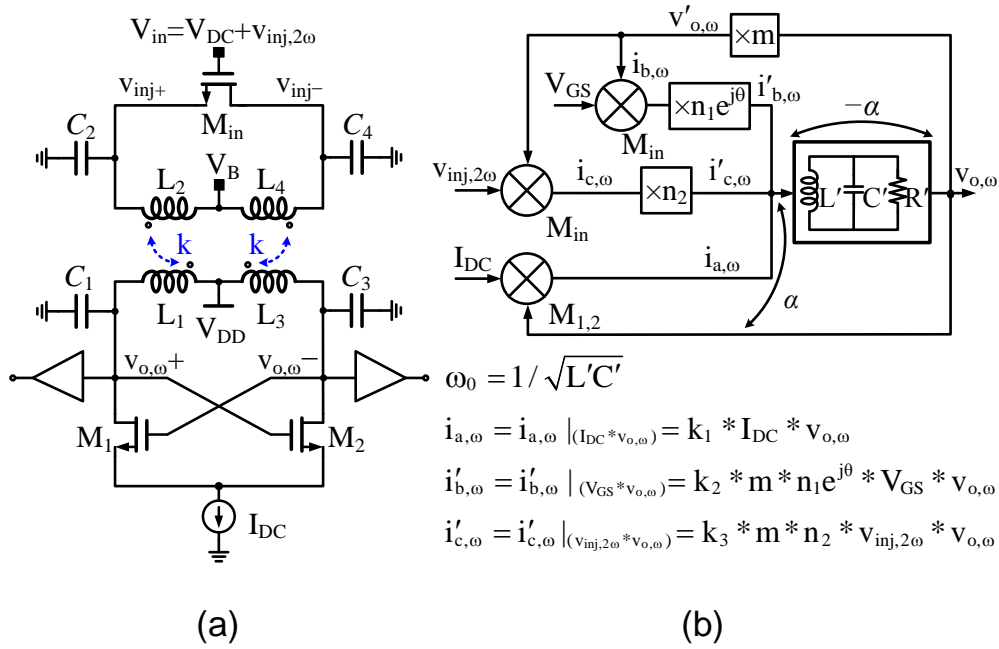 V_in=V_DC+v_inj,2ω
v_inj+
v_inj−
M_in
C_2
C_4
V_B
L_2
L_4
k
k
C_1
C_3
L_1
L_3
V_DD
v_o,ω+
v_o,ω−
M_1
M_2
I_DC
(a)
v′_o,ω
×m
i_b,ω
V_GS
×n_1e^jθ
i′_b,ω
M_in
−α
v_inj,2ω
i_c,ω
×n_2
i′_c,ω
L′
C′
R′
v_o,ω
M_in
I_DC
i_a,ω
M_1,2
α
ω_0 = 1/√L′C′
i_a,ω = i_a,ω |_(I_DC*v_o,ω) = k_1 * I_DC * v_o,ω
i′_b,ω = i′_b,ω |_(V_GS*v_o,ω) = k_2 * m * n_1e^jθ * V_GS * v_o,ω
i′_c,ω = i′_c,ω |_(v_inj,2ω*v_o,ω) = k_3 * m * n_2 * v_inj,2ω * v_o,ω
(b)